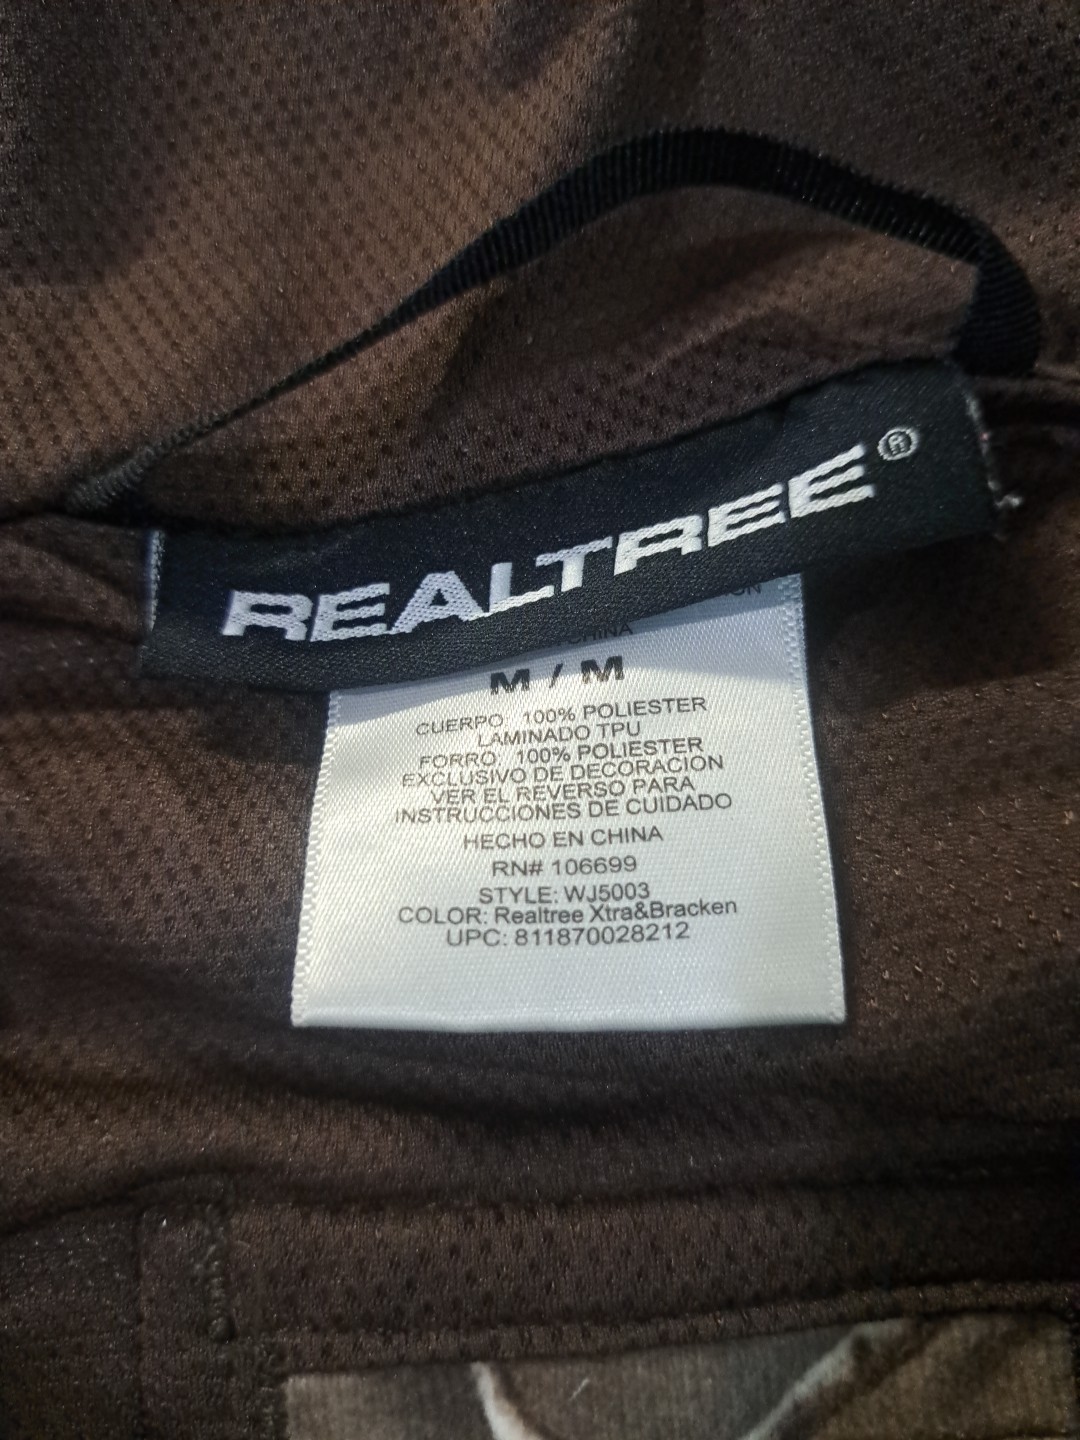 REALTREE®
CHINA
M / M
CUERPO: 100% POLIESTER
LAMINADO TPU
FORRO: 100% POLIESTER
EXCLUSIVO DE DECORACION
VER EL REVERSO PARA
INSTRUCCIONES DE CUIDADO
HECHO EN CHINA
RN# 106699
STYLE: WJ5003
COLOR: Realtree Xtra&Bracken
UPC: 811870028212